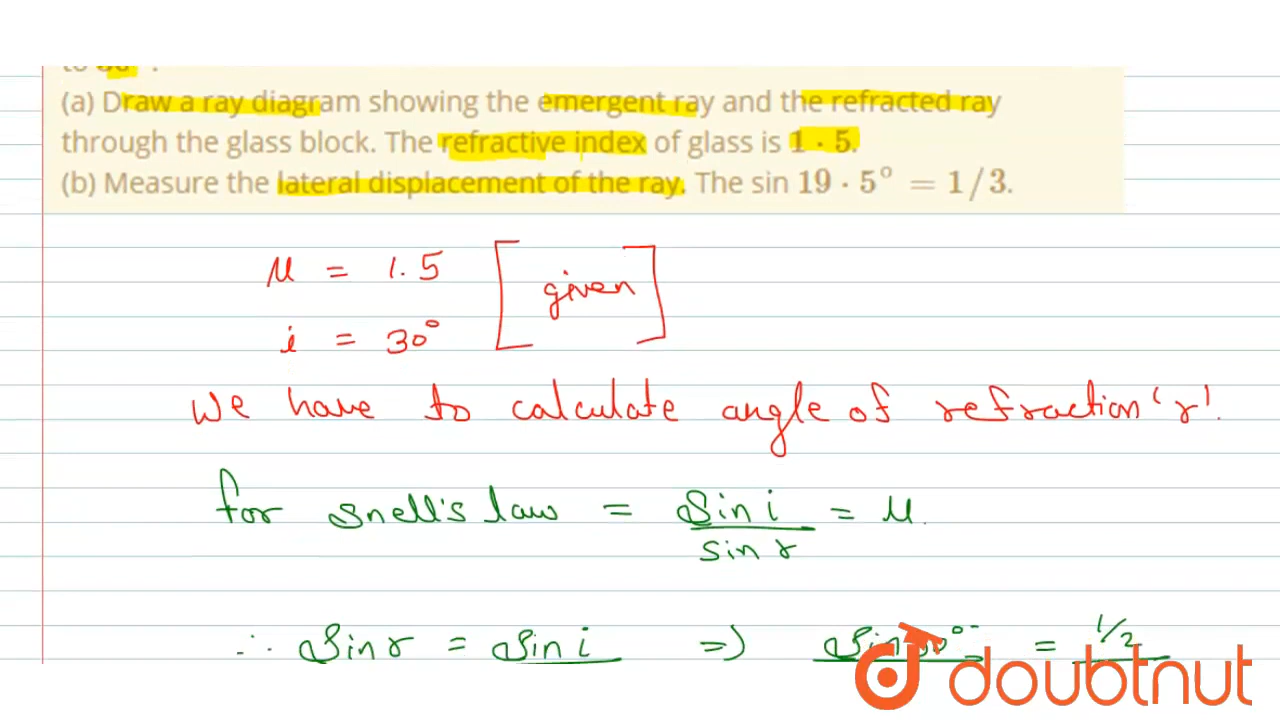 (a) Draw a ray diagram showing the emergent ray and the refracted ray
through the glass block. The refractive index of glass is 1 · 5.
(b) Measure the lateral displacement of the ray. The sin 19 · 5° = 1/3.
μ = 1.5 [given]
i = 30°
We have to calculate angle of refraction 'r'.
for snell's law = sin i / sin r = μ.
∴ sin r = sin i ⇒ sin 30° = 1/2
doubtnut